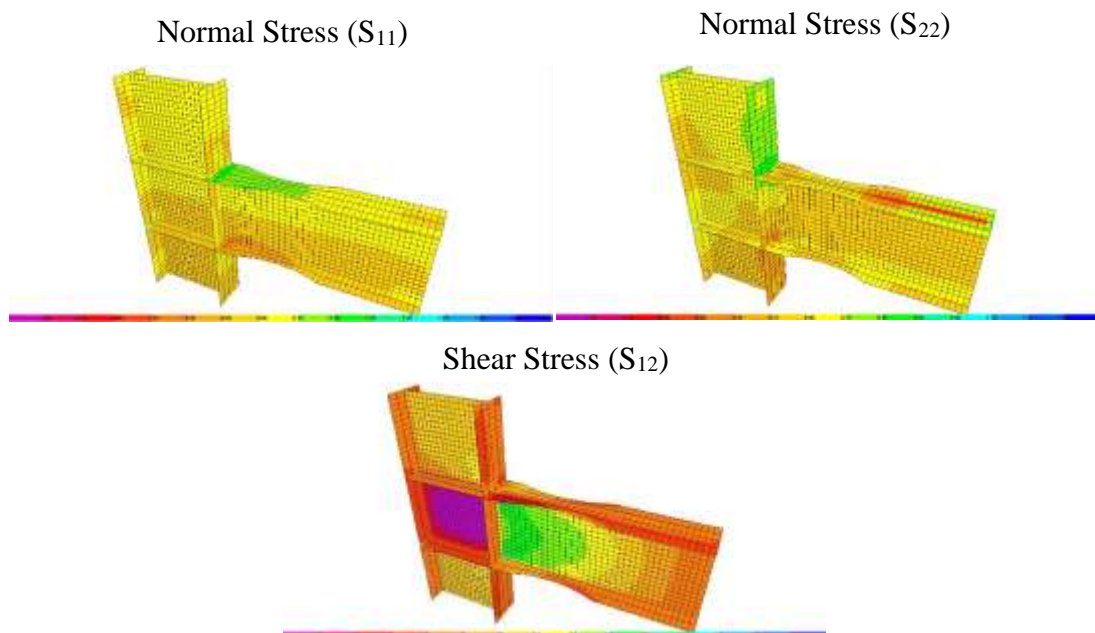 Normal Stress (S₁₁)
Normal Stress (S₂₂)
Shear Stress (S₁₂)